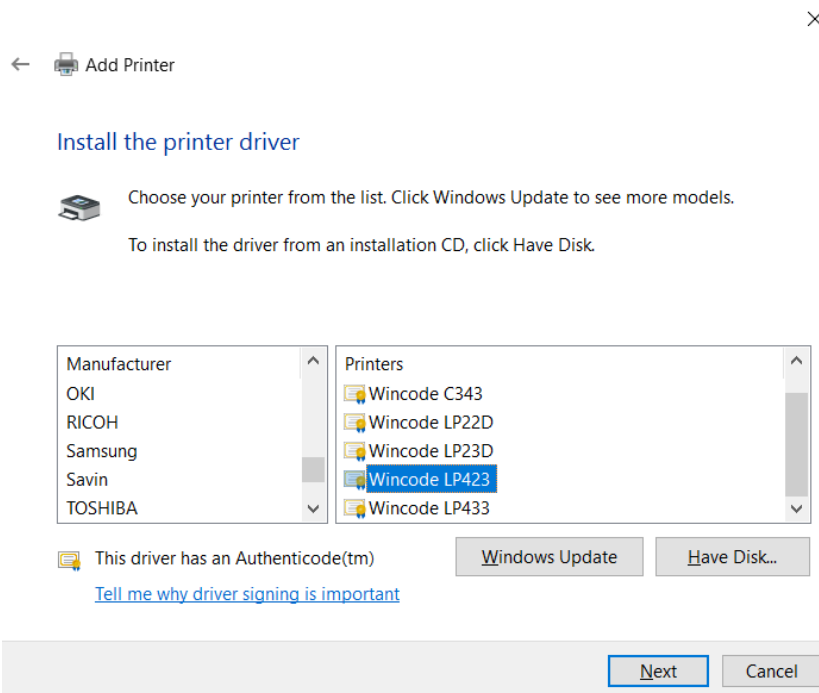 Add Printer
Install the printer driver
Choose your printer from the list. Click Windows Update to see more models.
To install the driver from an installation CD, click Have Disk.
Manufacturer
OKI
RICOH
Samsung
Savin
TOSHIBA
Printers
Wincode C343
Wincode LP22D
Wincode LP23D
Wincode LP423
Wincode LP433
This driver has an Authenticode(tm)
Tell me why driver signing is important
Windows Update
Have Disk...
Next
Cancel